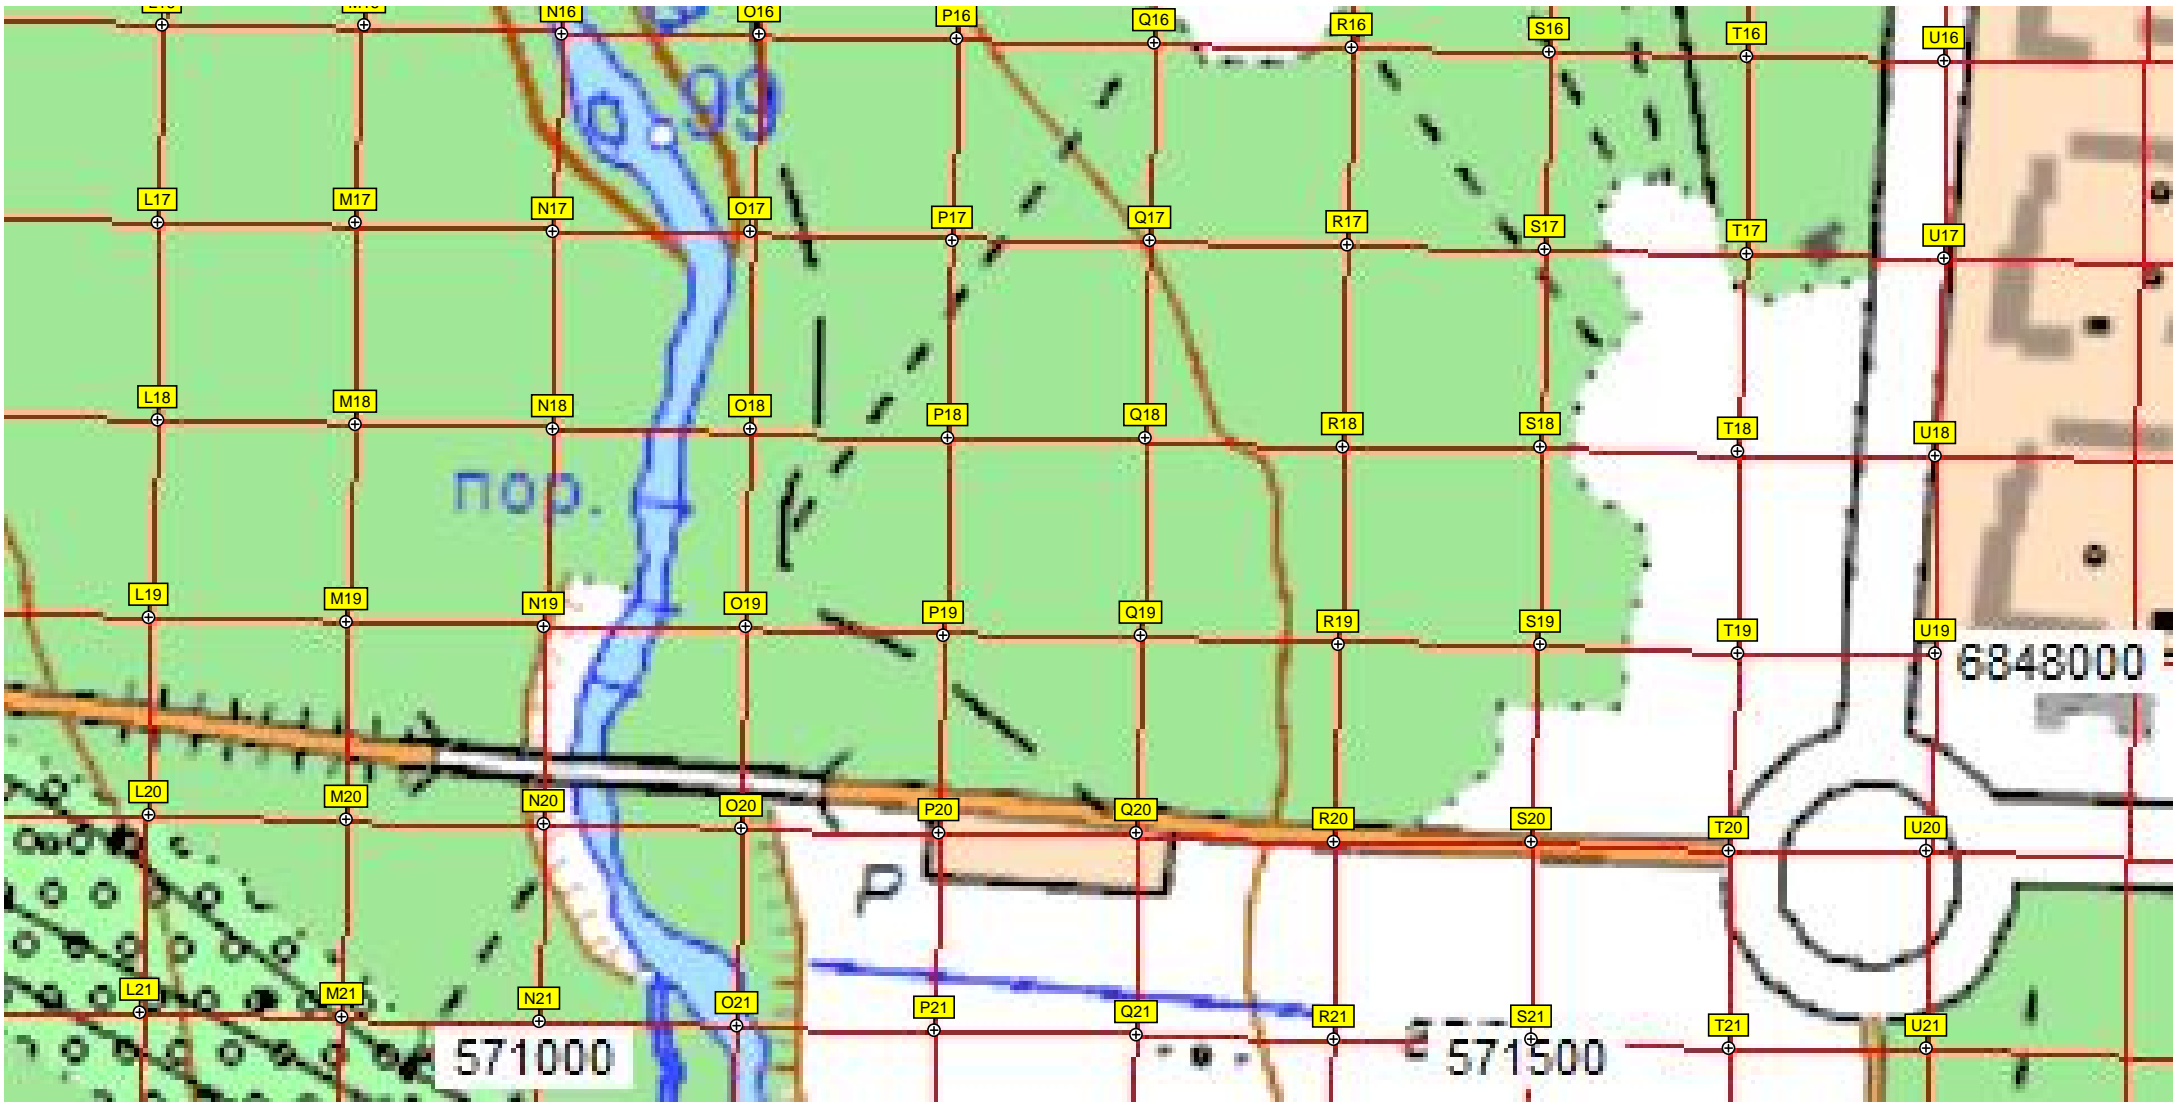 N16 O16 P16 Q16 R16 S16 T16 U16
99
L17 M17 N17 O17 P17 Q17 R17 S17 T17 U17
L18 M18 N18 O18 P18 Q18 R18 S18 T18 U18
пор.
L19 M19 N19 O19 P19 Q19 R19 S19 T19 U19
6848000
L20 M20 N20 O20 P20 Q20 R20 S20 T20 U20
P
L21 M21 N21 O21 P21 Q21 R21 S21 T21 U21
571000
571500